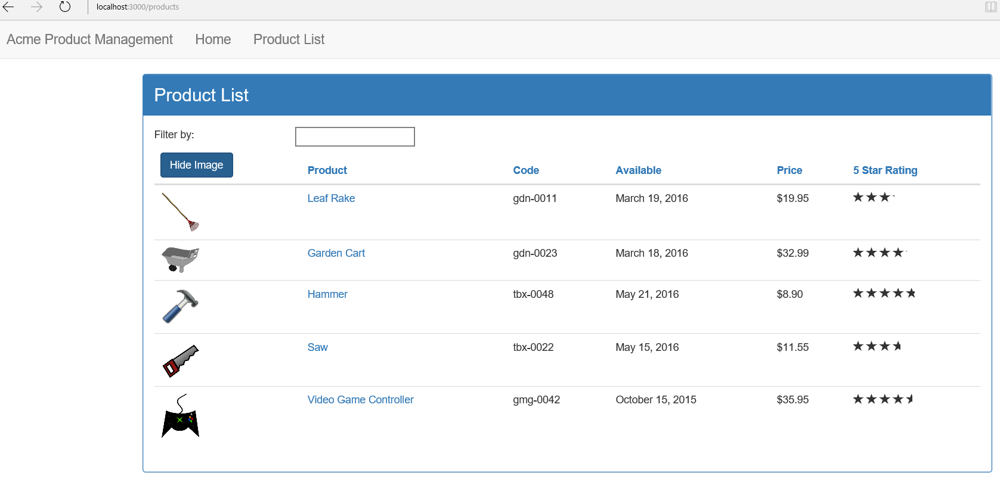 localhost:3000/products
Acme Product Management Home Product List
Product List
Filter by:
Hide Image Product Code Available Price 5 Star Rating
Leaf Rake gdn-0011 March 19, 2016 $19.95
Garden Cart gdn-0023 March 18, 2016 $32.99
Hammer tbx-0048 May 21, 2016 $8.90
Saw tbx-0022 May 15, 2016 $11.55
Video Game Controller gmg-0042 October 15, 2015 $35.95